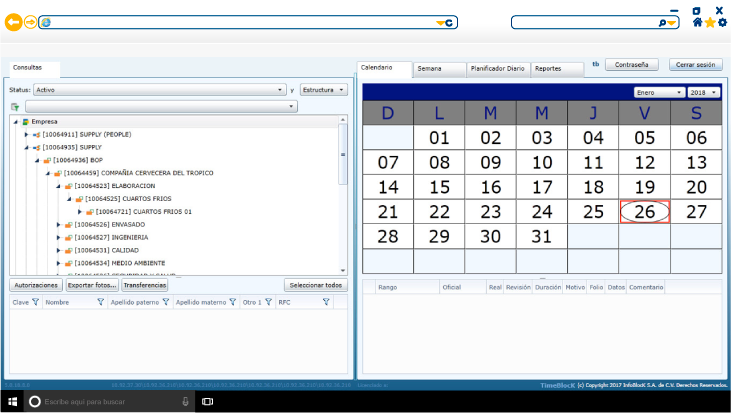 Consultas
Status: Activo y Estructura
Empresa
[10064911] SUPPLY (PEOPLE)
[10064935] SUPPLY
[10064936] BOP
[10064459] COMPAÑIA CERVECERA DEL TROPICO
[10064523] ELABORACION
[10064525] CUARTOS FRIOS
[10064721] CUARTOS FRIOS 01
[10064526] ENVASADO
[10064527] INGENIERIA
[10064531] CALIDAD
[10064534] MEDIO AMBIENTE
Autorizaciones Exportar fotos... Transferencias Seleccionar todos
Clave Nombre Apellido paterno Apellido materno Otro 1 RFC
Calendario Semana Planificador Diario Reportes tb Contraseña Cerrar sesión
Enero 2018
D L M M J V S
01 02 03 04 05 06
07 08 09 10 11 12 13
14 15 16 17 18 19 20
21 22 23 24 25 26 27
28 29 30 31
Rango Oficial Real Revisión Duración Motivo Folio Datos Comentario
TimeBlocK (c) Copyright 2017 InfoBlocK S.A. de C.V. Derechos Reservados.
Escribe aquí para buscar